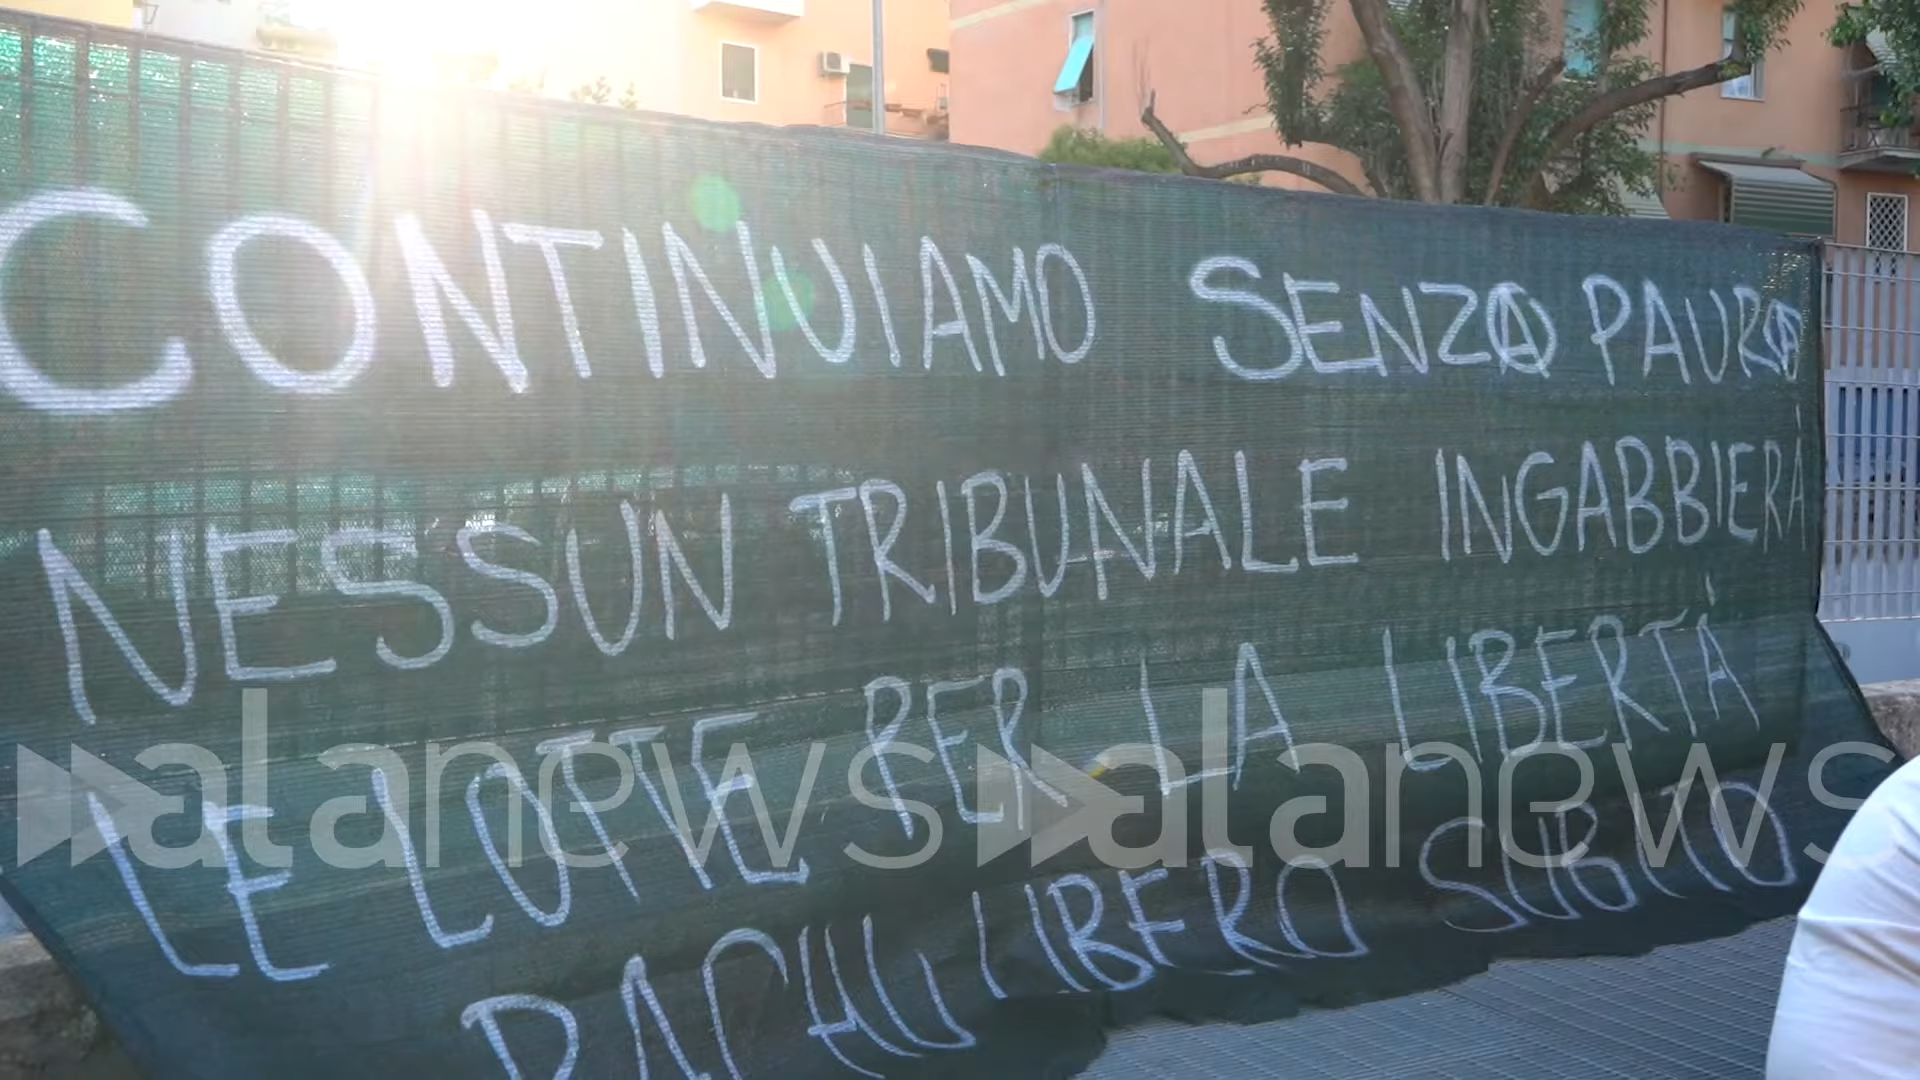 CONTINUIAMO SENZA PAURA
NESSUN TRIBUNALE INGABBIERÀ
LE LOTTE PER LA LIBERTÀ
LIBERO SUBITO
alanews alanews